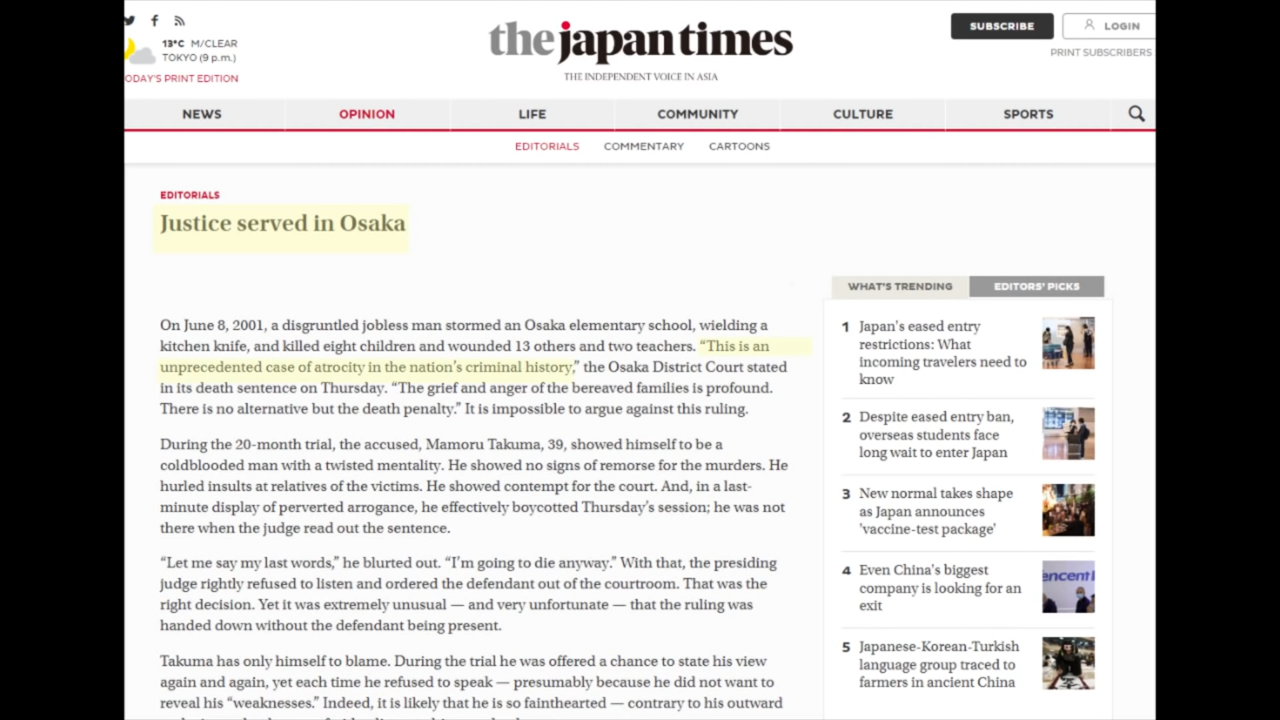 13°C M/CLEAR
TOKYO (9 p.m.)
ODAY'S PRINT EDITION
the japan times
THE INDEPENDENT VOICE IN ASIA
SUBSCRIBE
LOGIN
PRINT SUBSCRIBERS
NEWS
OPINION
LIFE
COMMUNITY
CULTURE
SPORTS
EDITORIALS
COMMENTARY
CARTOONS
EDITORIALS
Justice served in Osaka
On June 8, 2001, a disgruntled jobless man stormed an Osaka elementary school, wielding a
kitchen knife, and killed eight children and wounded 13 others and two teachers. “This is an
unprecedented case of atrocity in the nation’s criminal history,” the Osaka District Court stated
in its death sentence on Thursday. “The grief and anger of the bereaved families is profound.
There is no alternative but the death penalty.” It is impossible to argue against this ruling.
During the 20-month trial, the accused, Mamoru Takuma, 39, showed himself to be a
coldblooded man with a twisted mentality. He showed no signs of remorse for the murders. He
hurled insults at relatives of the victims. He showed contempt for the court. And, in a last-
minute display of perverted arrogance, he effectively boycotted Thursday’s session; he was not
there when the judge read out the sentence.
“Let me say my last words,” he blurted out. “I’m going to die anyway.” With that, the presiding
judge rightly refused to listen and ordered the defendant out of the courtroom. That was the
right decision. Yet it was extremely unusual — and very unfortunate — that the ruling was
handed down without the defendant being present.
Takuma has only himself to blame. During the trial he was offered a chance to state his view
again and again, yet each time he refused to speak — presumably because he did not want to
reveal his “weaknesses.” Indeed, it is likely that he is so fainthearted — contrary to his outward
WHAT'S TRENDING
EDITORS' PICKS
1 Japan's eased entry
restrictions: What
incoming travelers need to
know
2 Despite eased entry ban,
overseas students face
long wait to enter Japan
3 New normal takes shape
as Japan announces
'vaccine-test package'
4 Even China's biggest
company is looking for an
exit
encent
5 Japanese-Korean-Turkish
language group traced to
farmers in ancient China